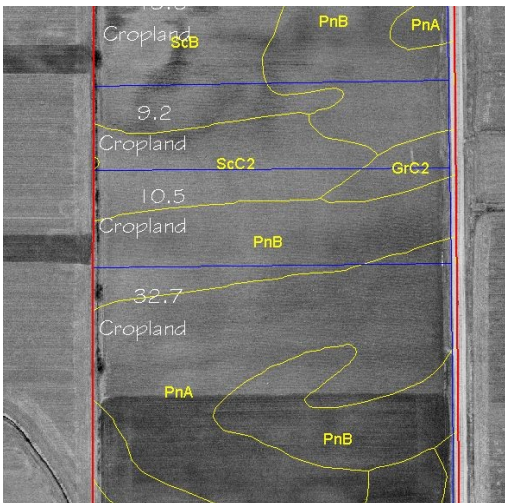 PnB
PnA
Cropland
ScB
9.2
Cropland
ScC2
GrC2
10.5
Cropland
PnB
32.7
Cropland
PnA
PnB